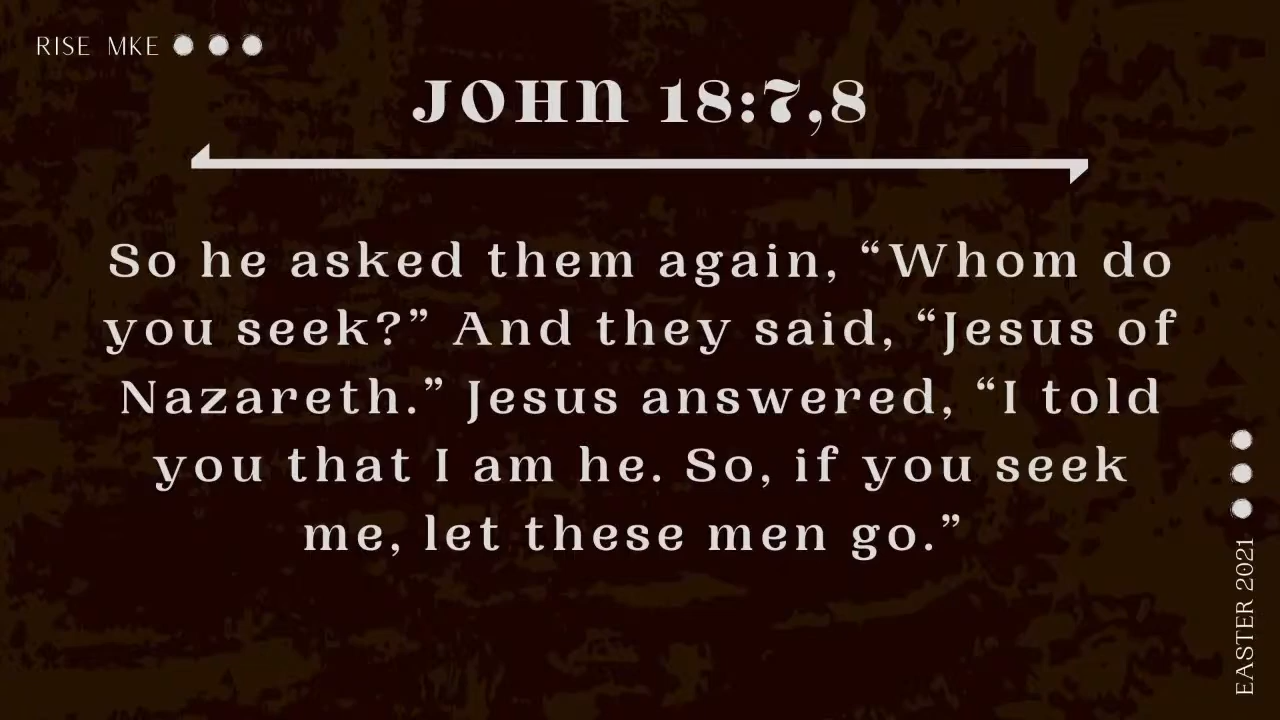 RISE MKE
JOHN 18:7,8
So he asked them again, “Whom do
you seek?” And they said, “Jesus of
Nazareth.” Jesus answered, “I told
you that I am he. So, if you seek
me, let these men go.”
EASTER 2021